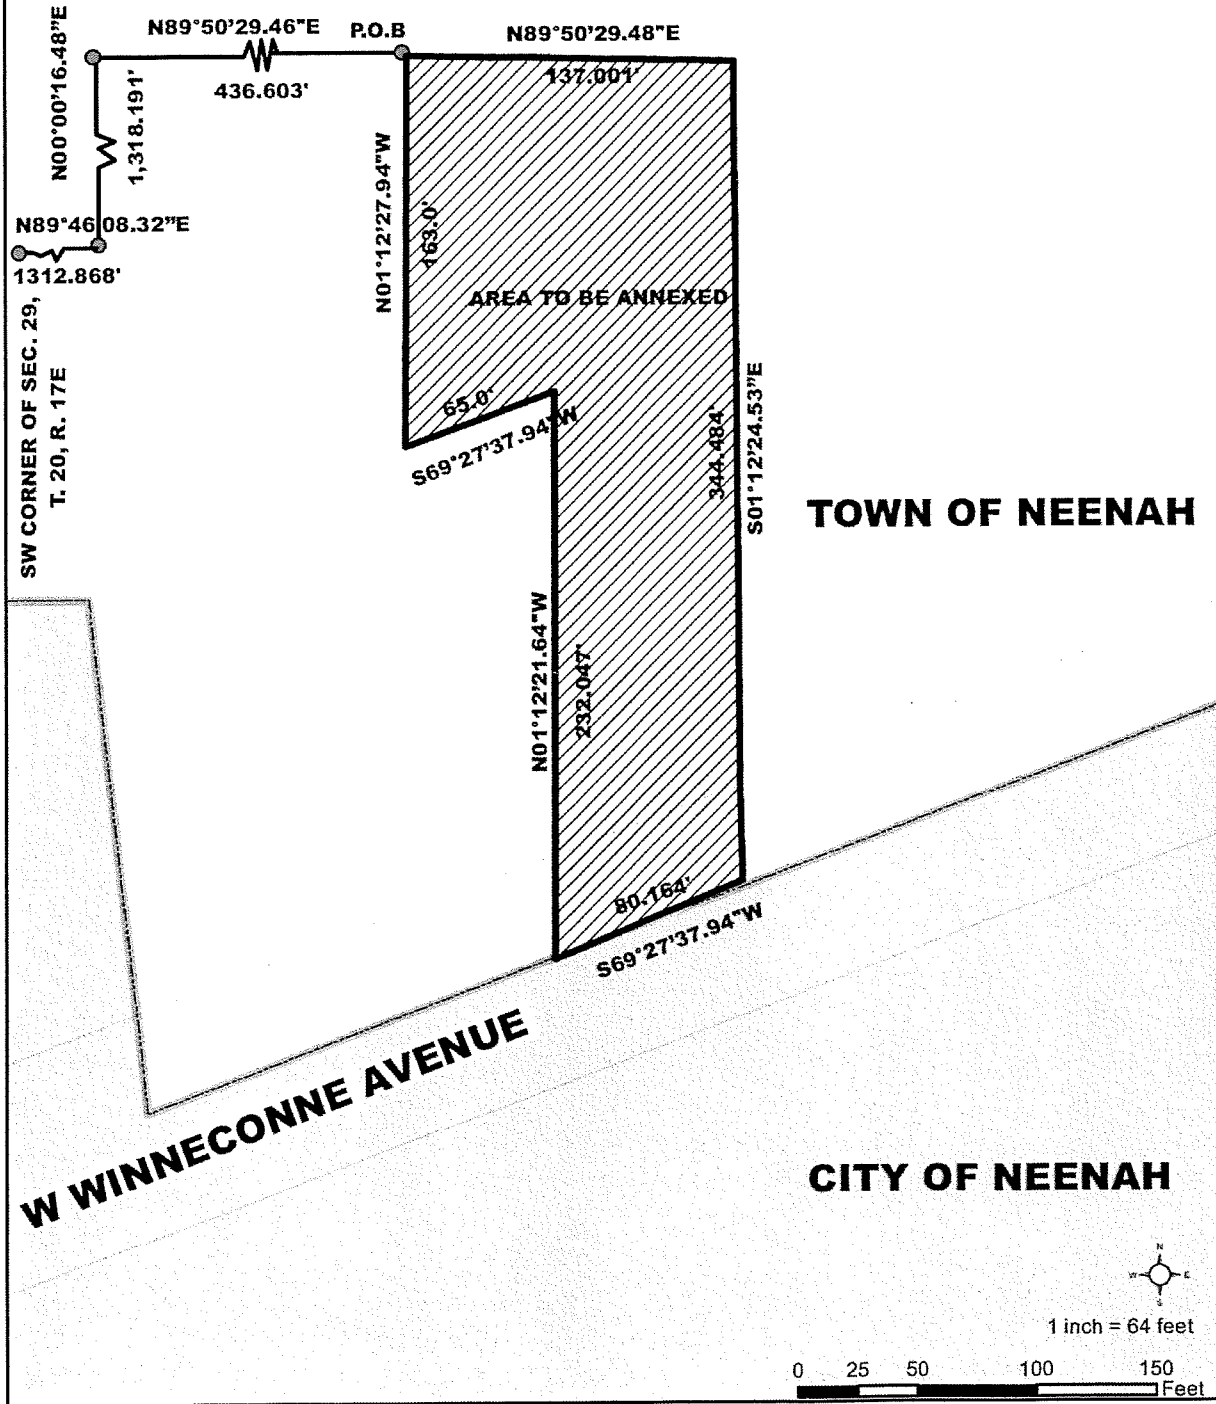 N89°50'29.46"E
P.O.B
N89°50'29.48"E
137.001'
436.603'
N00°00'16.48"E
1,318.191'
N89°46'08.32"E
1312.868'
SW CORNER OF SEC. 29,
T. 20, R. 17E
N01°12'27.94"W
163.0'
AREA TO BE ANNEXED
65.0'
S69°27'37.94"W
344.484'
S01°12'24.53"E
TOWN OF NEENAH
N01°12'21.64"W
232.047'
80.164'
S69°27'37.94"W
W WINNECONNE AVENUE
CITY OF NEENAH
N
W
E
S
1 inch = 64 feet
0 25 50 100 150
Feet